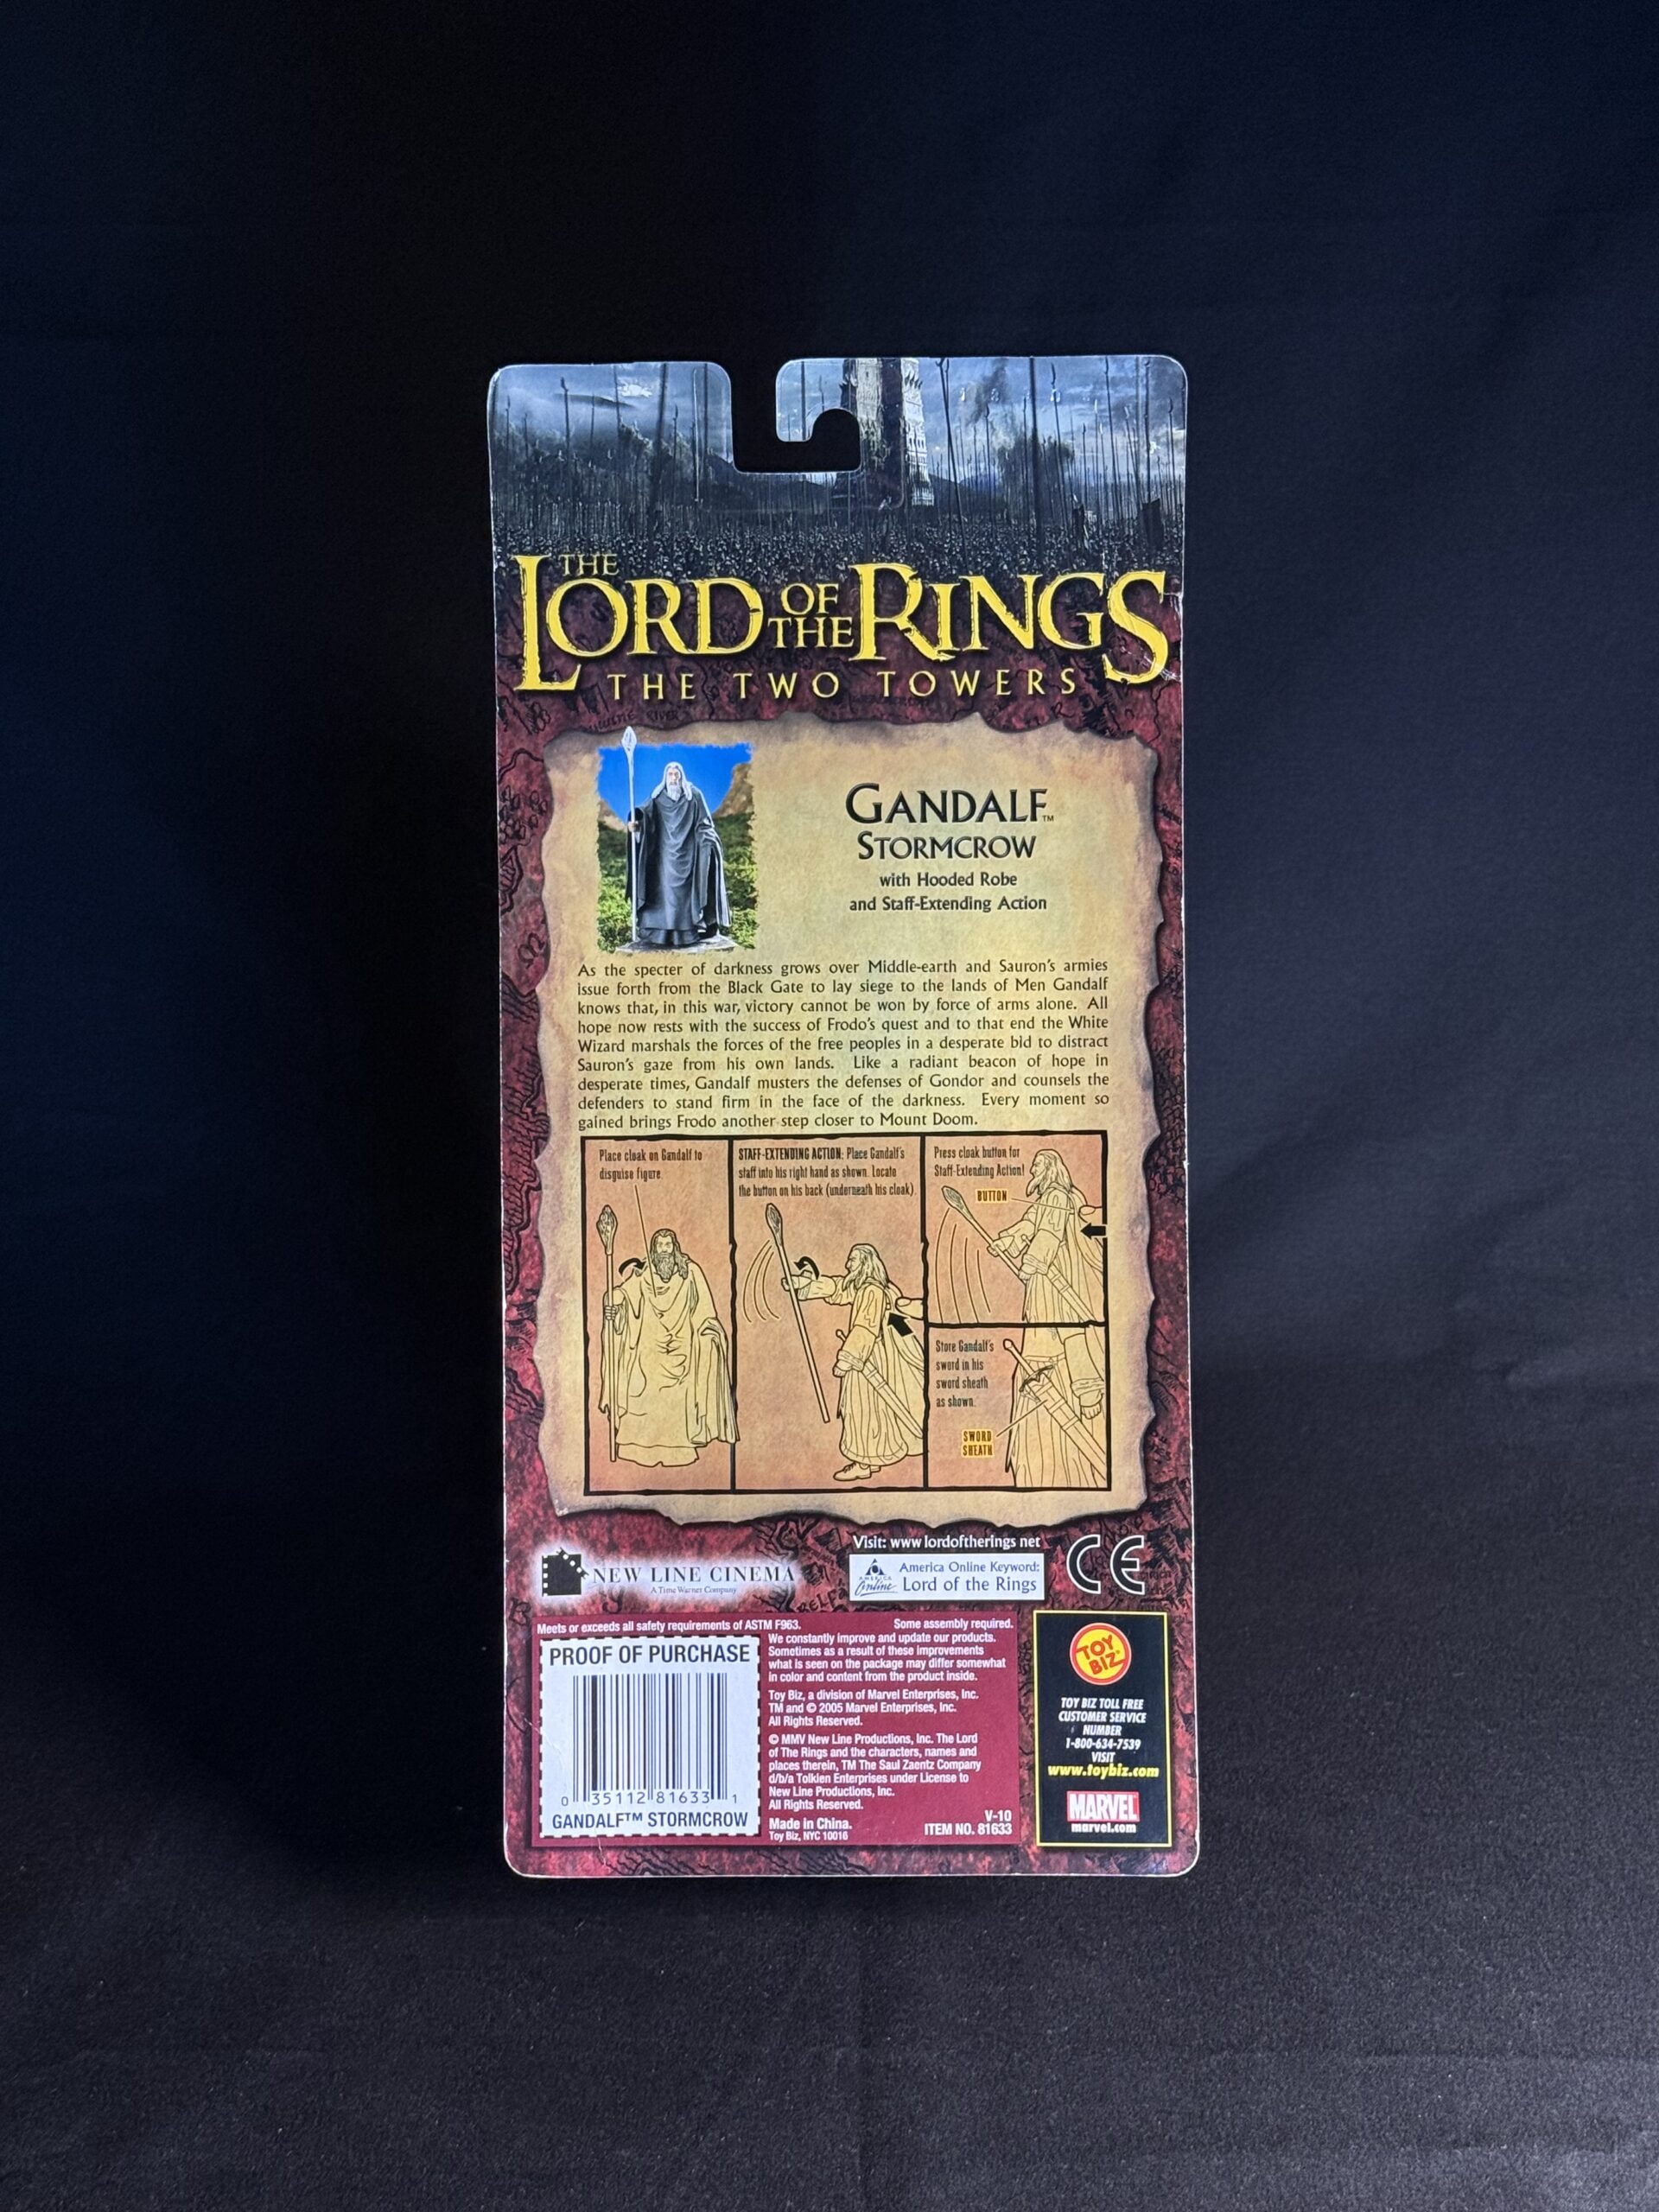 THE
LORD OF THE RINGS
THE TWO TOWERS
GANDALF™
STORMCROW
with Hooded Robe
and Staff-Extending Action
As the specter of darkness grows over Middle-earth and Sauron's armies
issue forth from the Black Gate to lay siege to the lands of Men Gandalf
knows that, in this war, victory cannot be won by force of arms alone. All
hope now rests with the success of Frodo's quest and to that end the White
Wizard marshals the forces of the free peoples in a desperate bid to distract
Sauron's gaze from his own lands. Like a radiant beacon of hope in
desperate times, Gandalf musters the defenses of Gondor and counsels the
defenders to stand firm in the face of the darkness. Every moment so
gained brings Frodo another step closer to Mount Doom.
Place cloak on Gandalf to
disguise figure.
STAFF-EXTENDING ACTION: Place Gandalf's
staff into his right hand as shown. Locate
the button on his back (underneath his cloak).
Press cloak button for
Staff-Extending Action!
BUTTON
Store Gandalf's
sword in his
sword sheath
as shown.
SWORD
SHEATH
NEW LINE CINEMA
A Time Warner Company
Visit: www.lordoftherings.net
AMERICA
Online
America Online Keyword:
Lord of the Rings
CE
Meets or exceeds all safety requirements of ASTM F963.
Some assembly required.
PROOF OF PURCHASE
0 35112 81633 1
GANDALF™ STORMCROW
We constantly improve and update our products.
Sometimes as a result of these improvements
what is seen on the package may differ somewhat
in color and content from the product inside.
Toy Biz, a division of Marvel Enterprises, Inc.
TM and © 2005 Marvel Enterprises, Inc.
All Rights Reserved.
© MMV New Line Productions, Inc. The Lord
of The Rings and the characters, names and
places therein, TM The Saul Zaentz Company
d/b/a Tolkien Enterprises under License to
New Line Productions, Inc.
All Rights Reserved.
Made in China.
Toy Biz, NYC 10016
V-10
ITEM NO. 81633
TOY
BIZ
TOY BIZ TOLL FREE
CUSTOMER SERVICE
NUMBER
1-800-634-7539
VISIT
www.toybiz.com
MARVEL
marvel.com